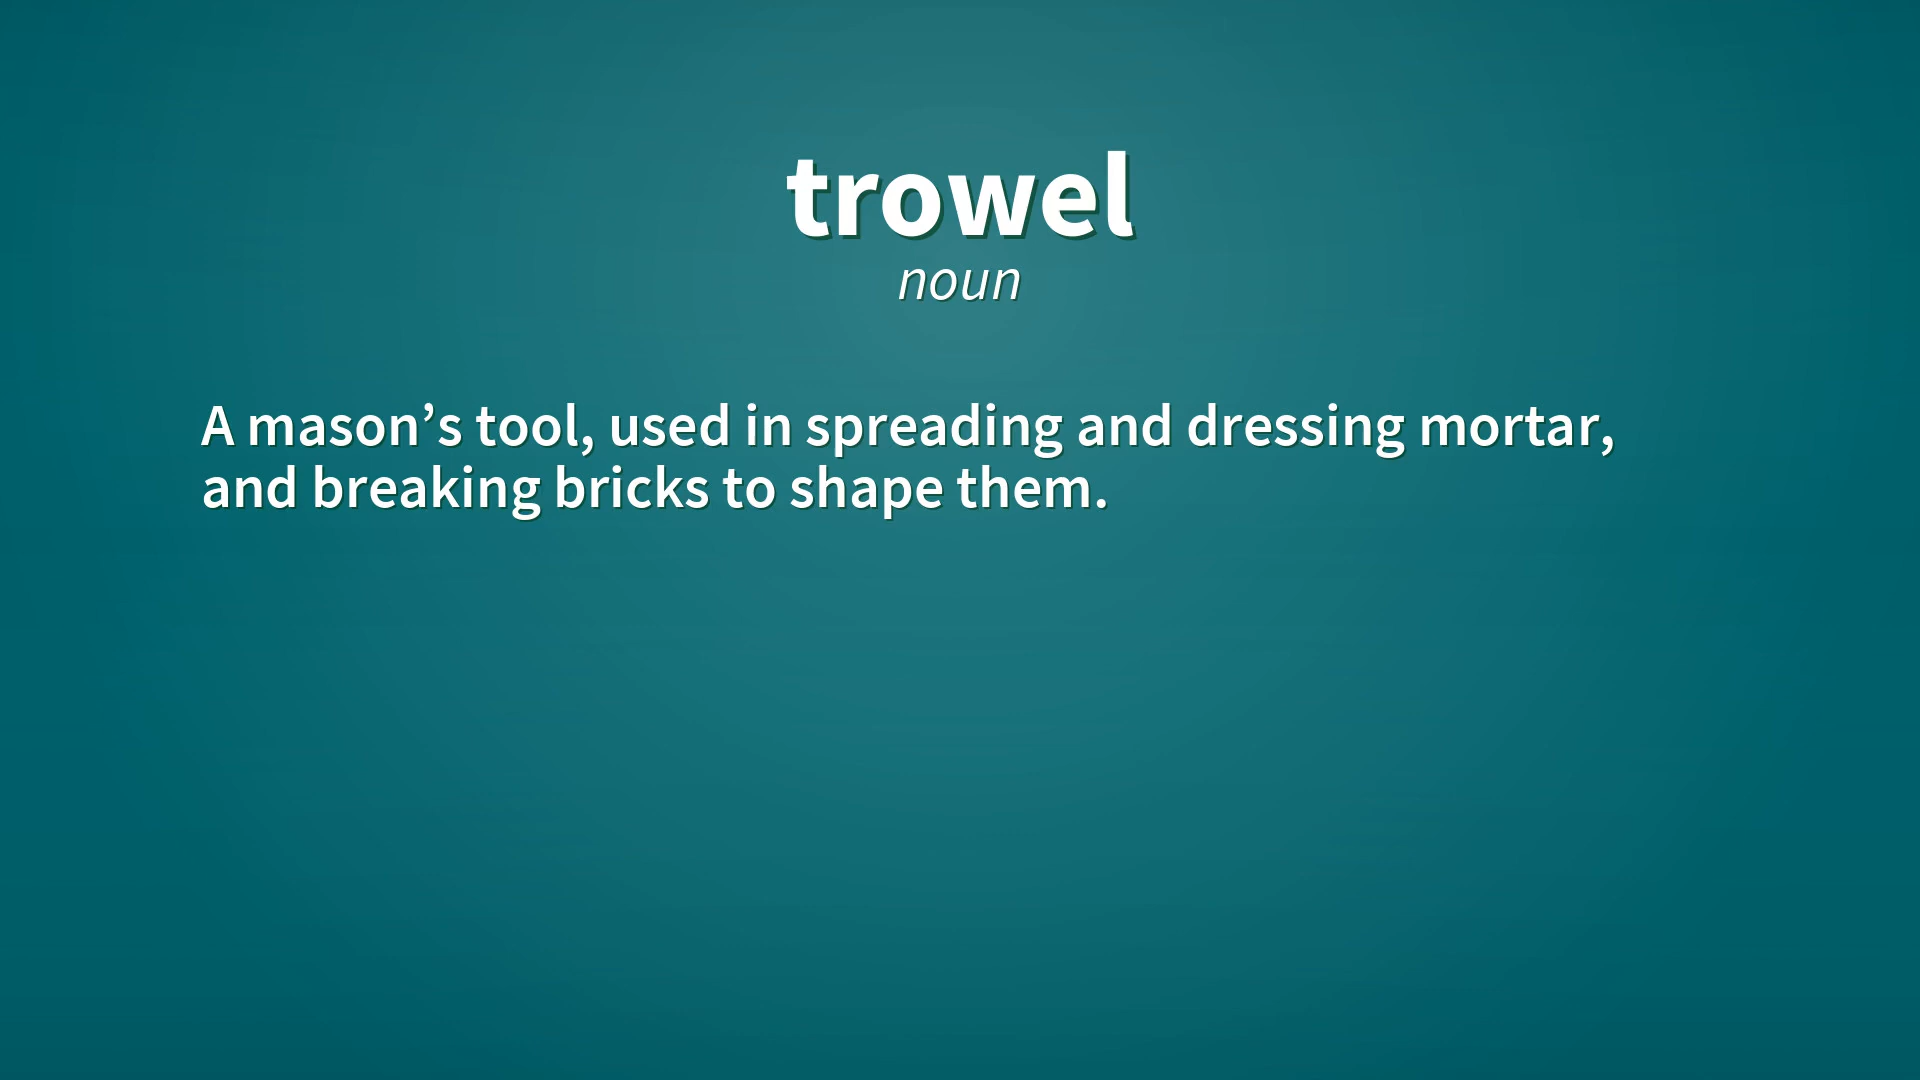 trowel
noun
A mason’s tool, used in spreading and dressing mortar,
and breaking bricks to shape them.